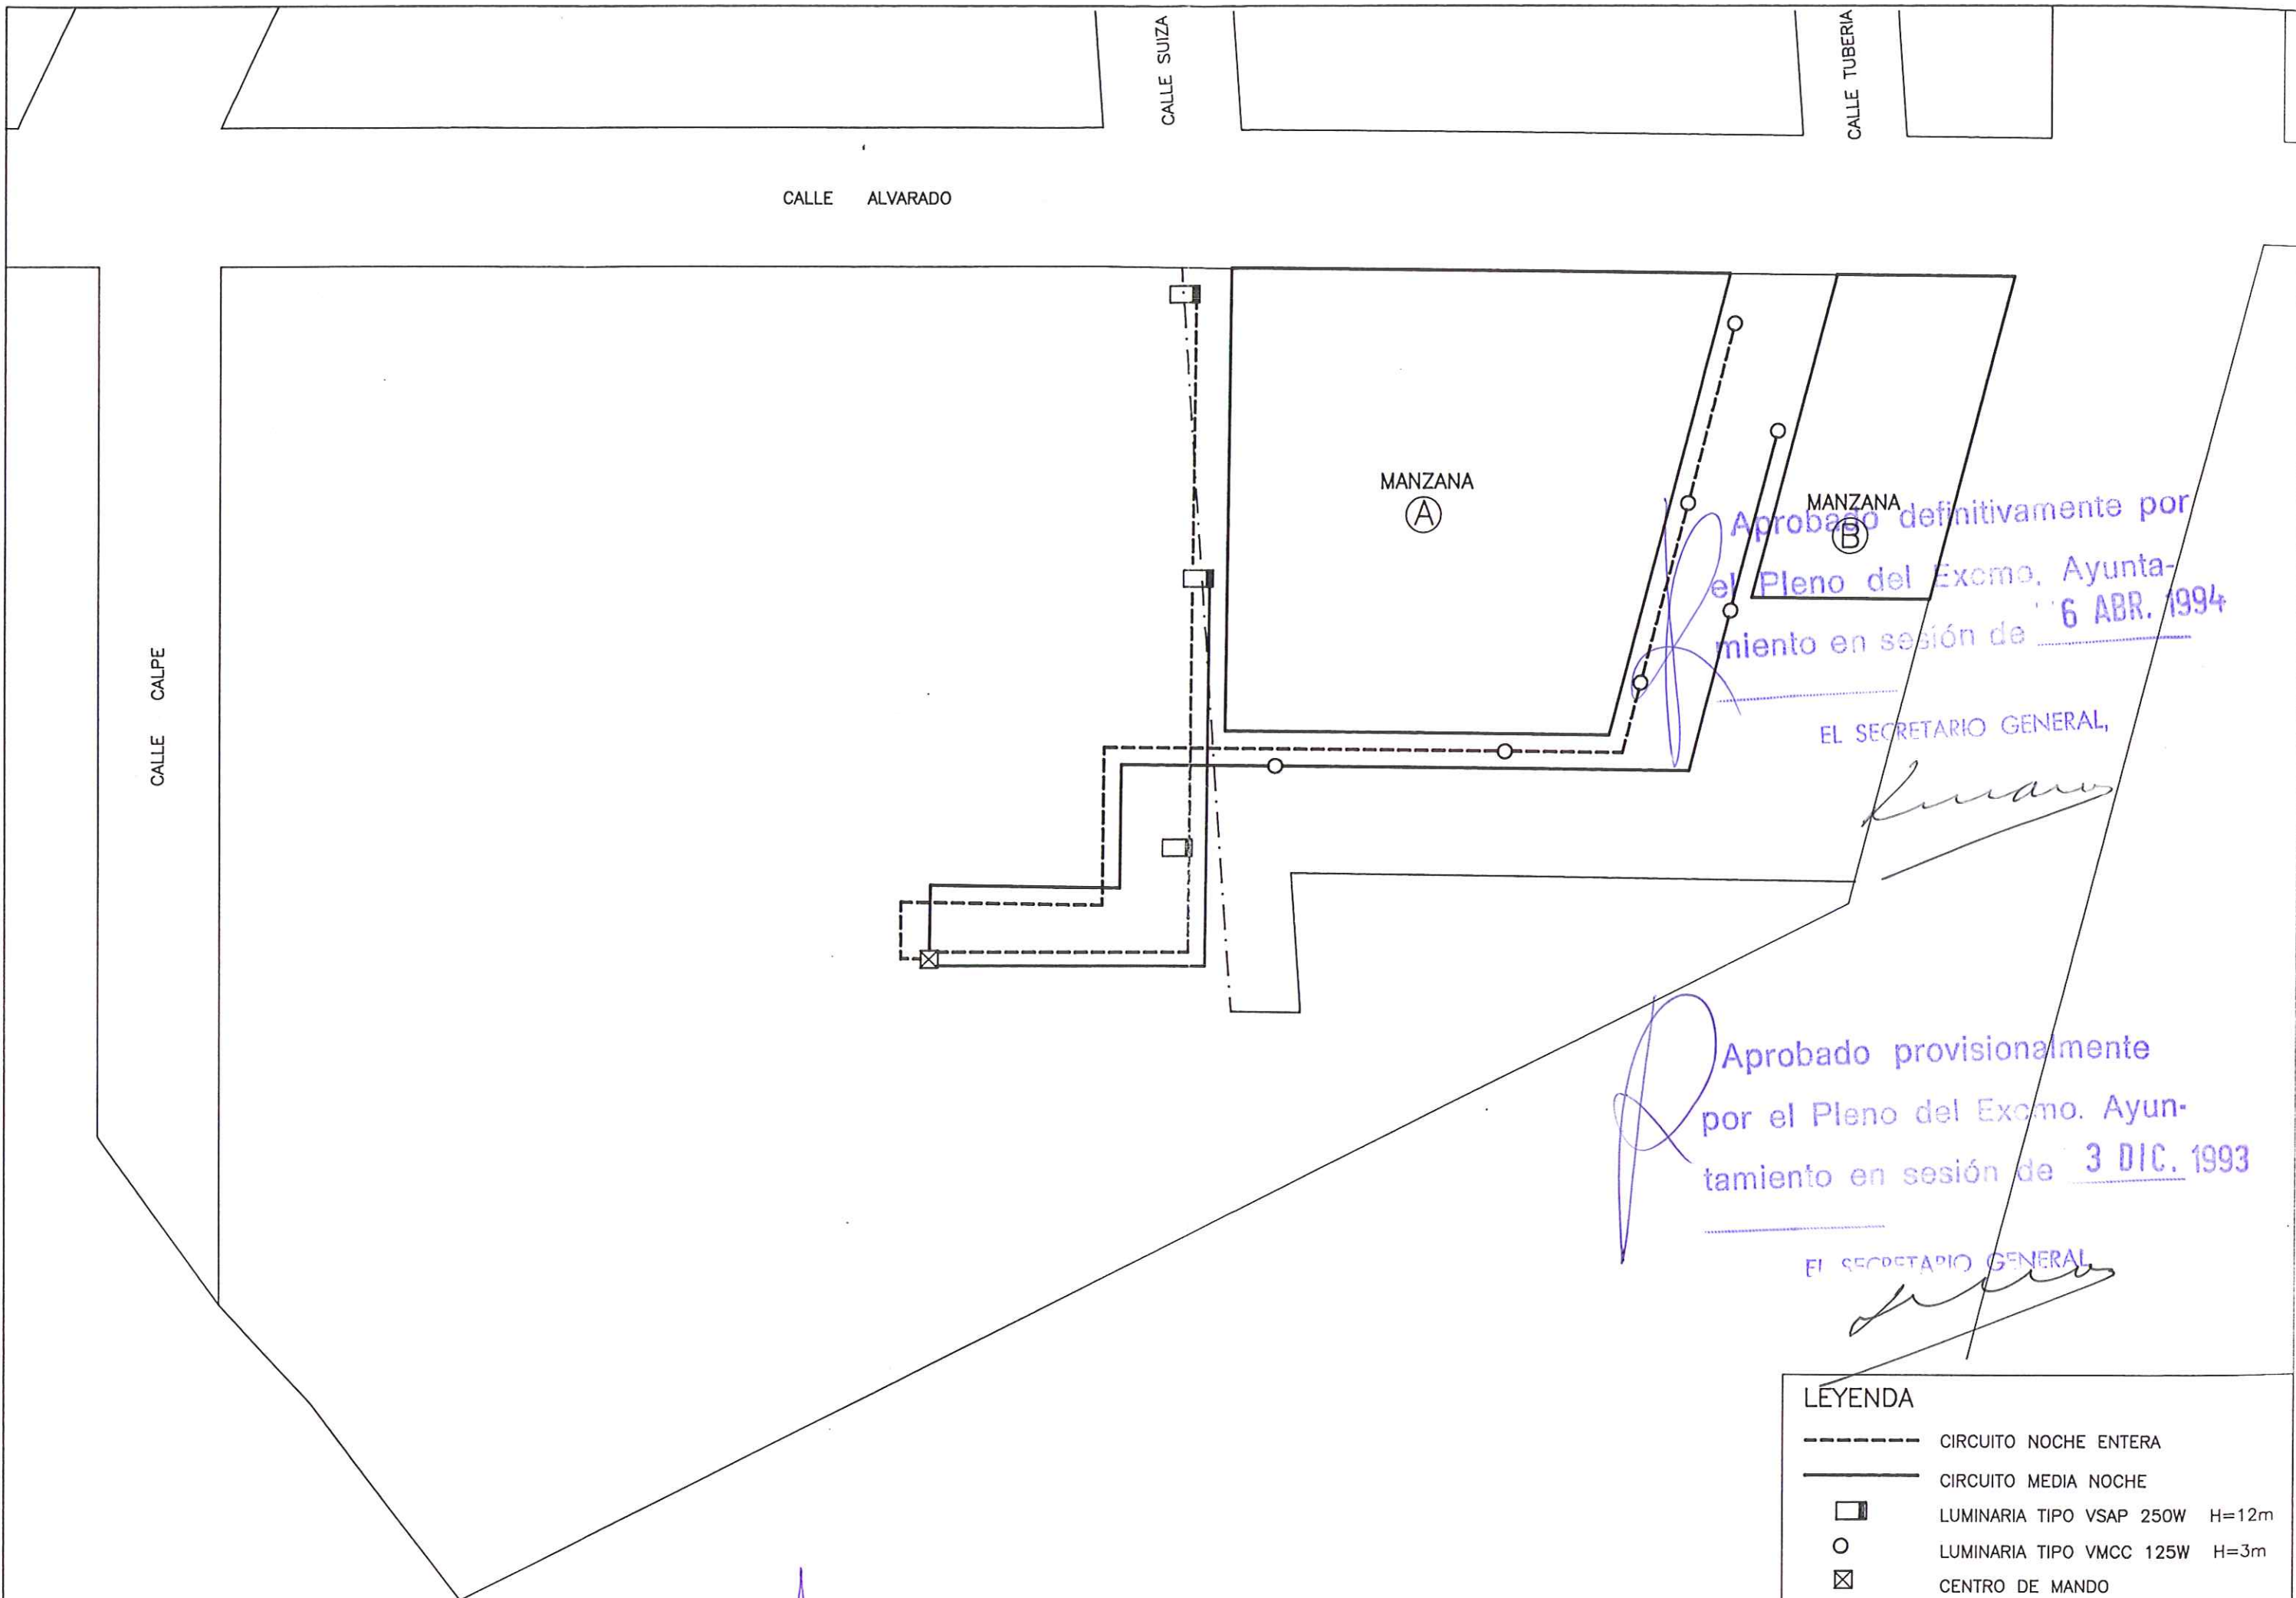 CALLE SUIZA
CALLE TUBERIA
CALLE ALVARADO
CALLE CALPE
MANZANA
A
MANZANA
B
Aprobado definitivamente por
el Pleno del Excmo. Ayunta-
miento en sesión de 6 ABR. 1994
EL SECRETARIO GENERAL,
Aprobado provisionalmente
por el Pleno del Excmo. Ayun-
tamiento en sesión de 3 DIC. 1993
EL SECRETARIO GENERAL
LEYENDA
CIRCUITO NOCHE ENTERA
CIRCUITO MEDIA NOCHE
LUMINARIA TIPO VSAP 250W H=12m
LUMINARIA TIPO VMCC 125W H=3m
CENTRO DE MANDO